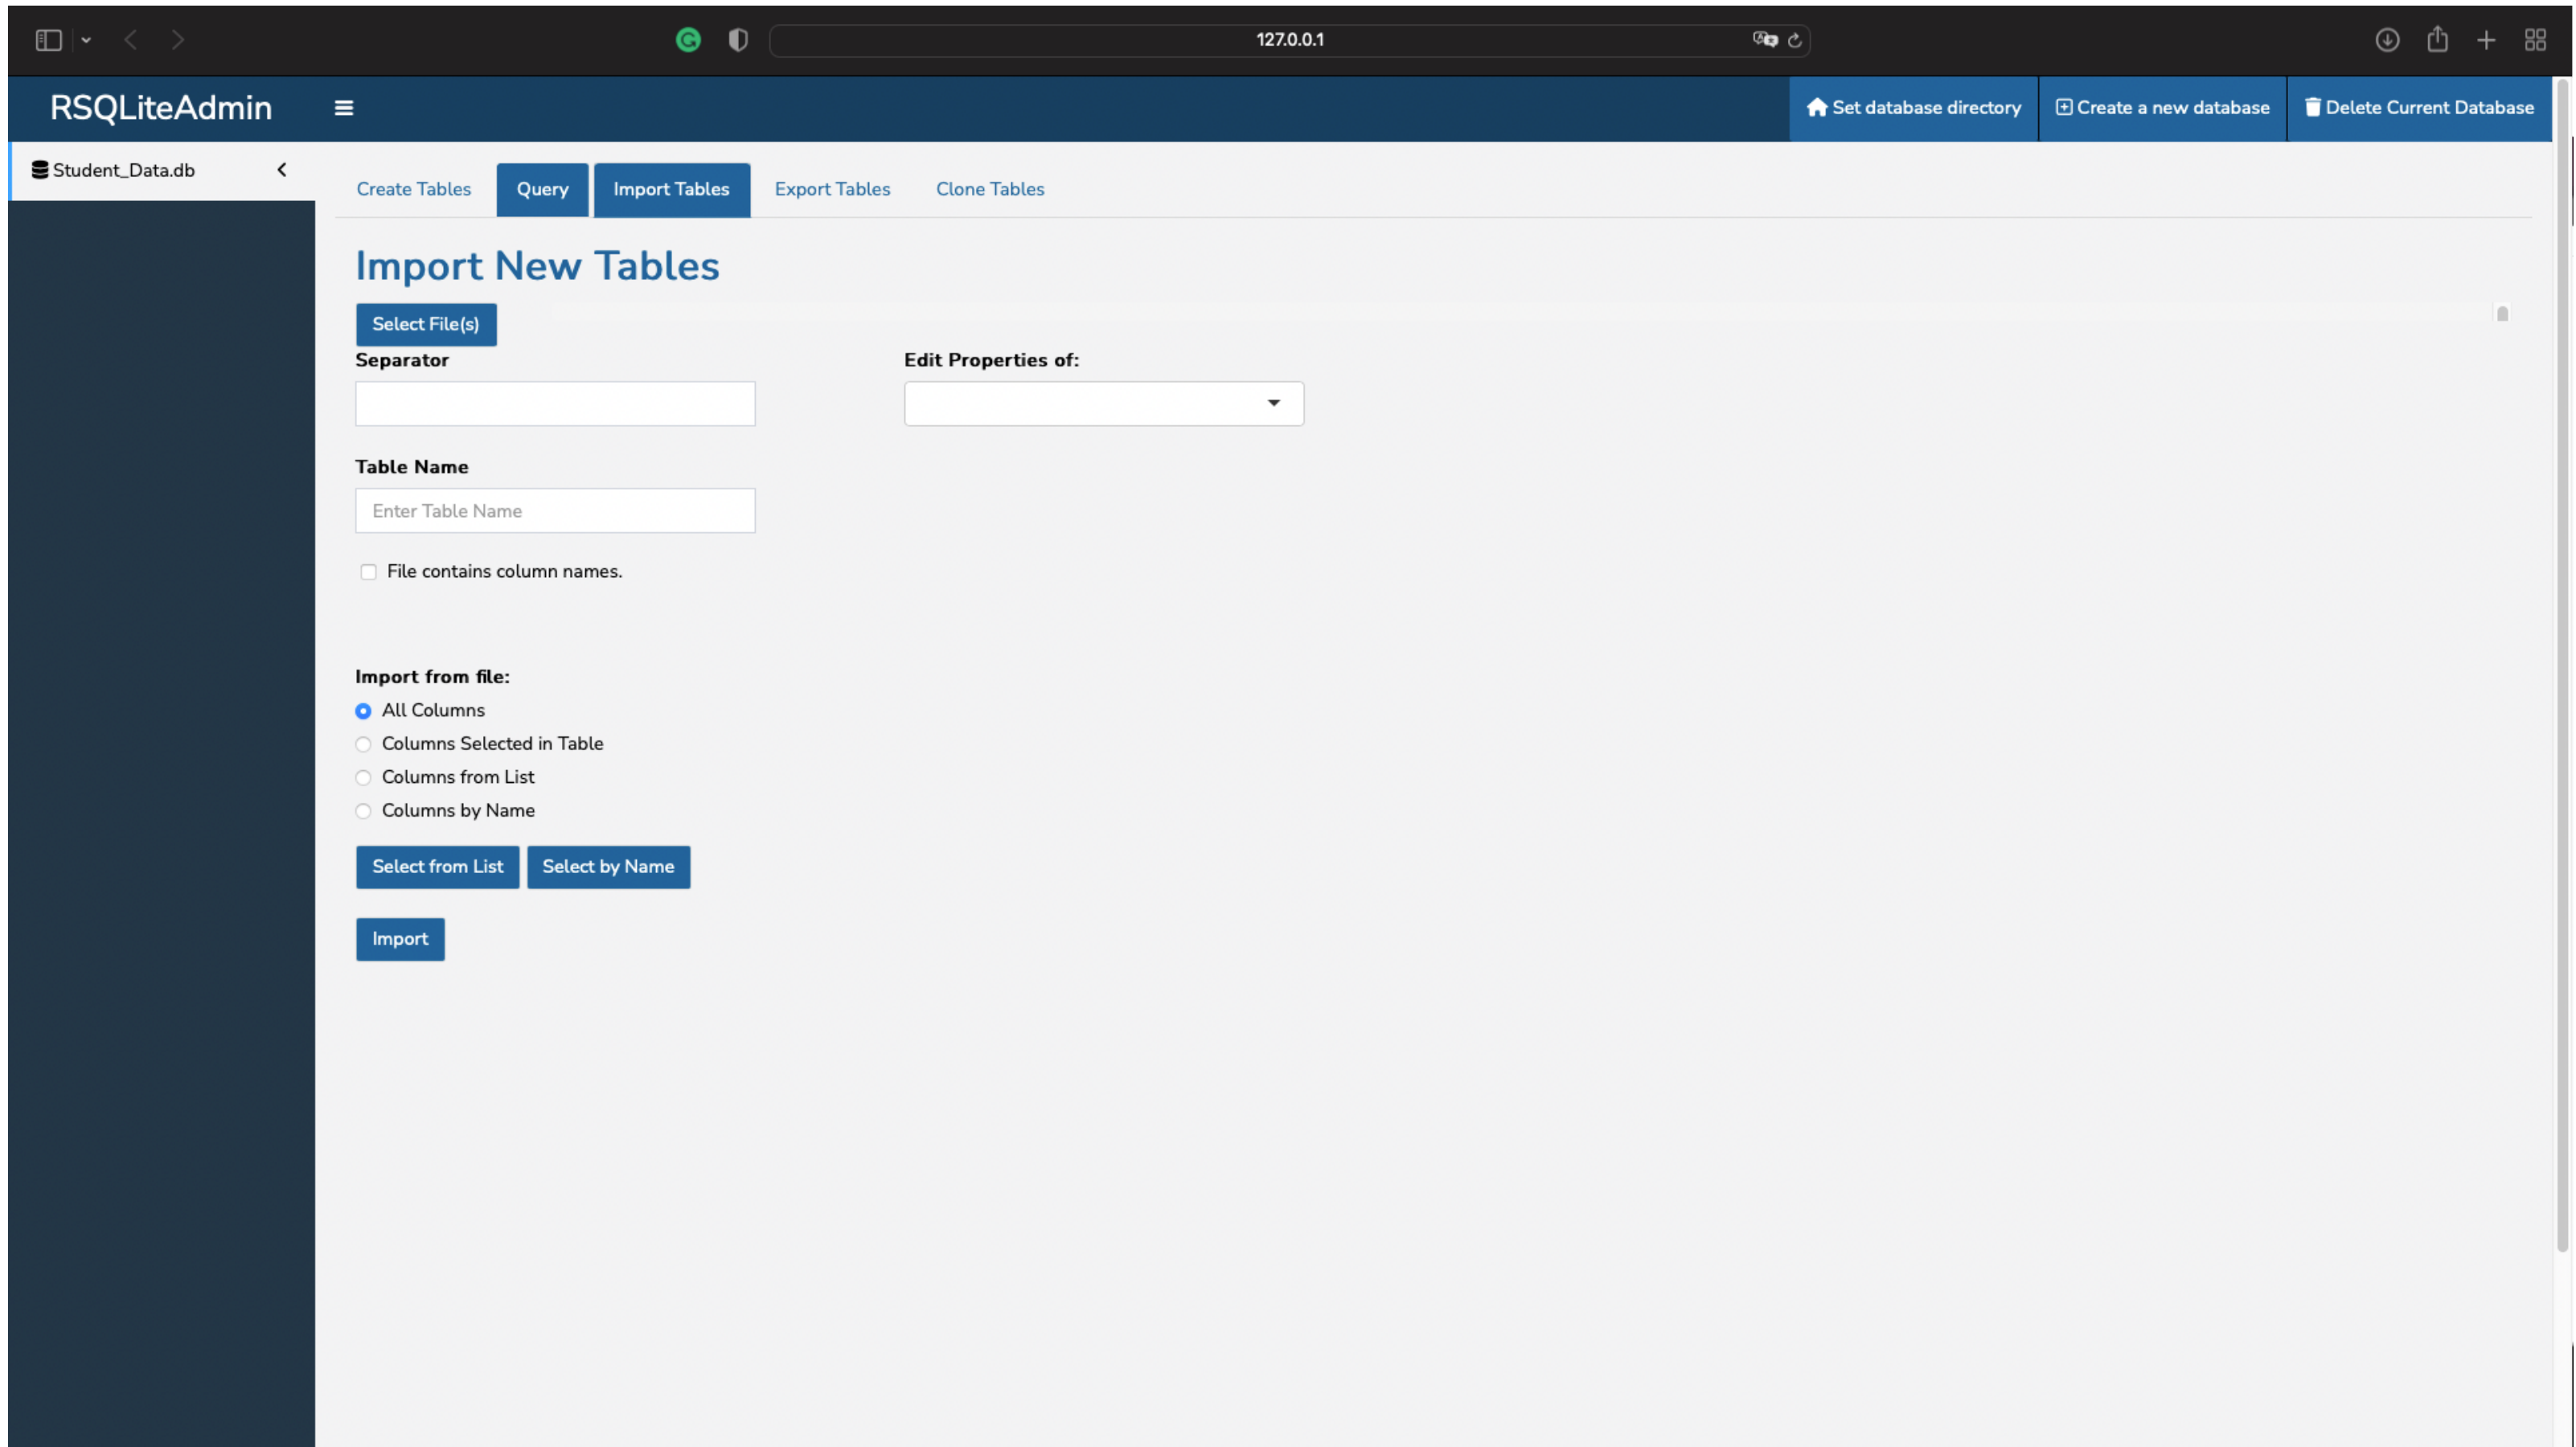 127.0.0.1
RSQLiteAdmin
Set database directory
Create a new database
Delete Current Database
Student_Data.db
Create Tables
Query
Import Tables
Export Tables
Clone Tables
Import New Tables
Select File(s)
Separator
Edit Properties of:
Table Name
Enter Table Name
File contains column names.
Import from file:
All Columns
Columns Selected in Table
Columns from List
Columns by Name
Select from List
Select by Name
Import